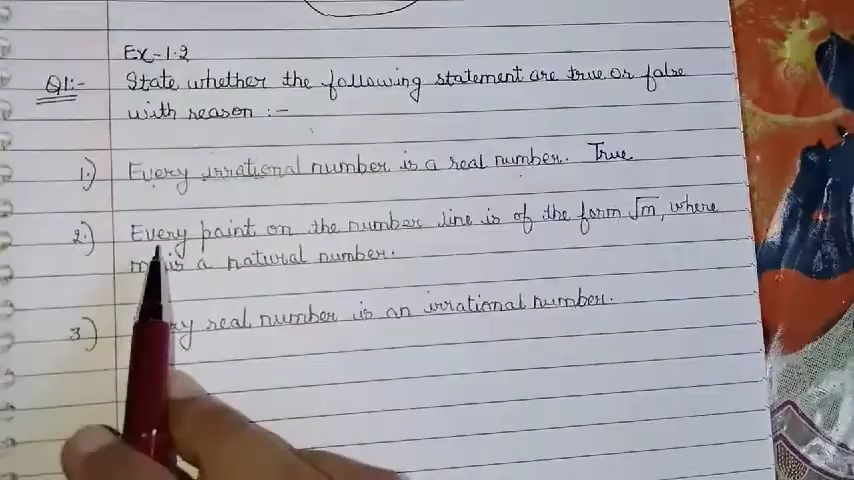 Ex-1.2
Q1:- State whether the following statement are true or false
with reason :-
1.) Every irrational number is a real number. True
2.) Every point on the number line is of the form √m, where
m is a natural number.
3.) real number is an irrational number.